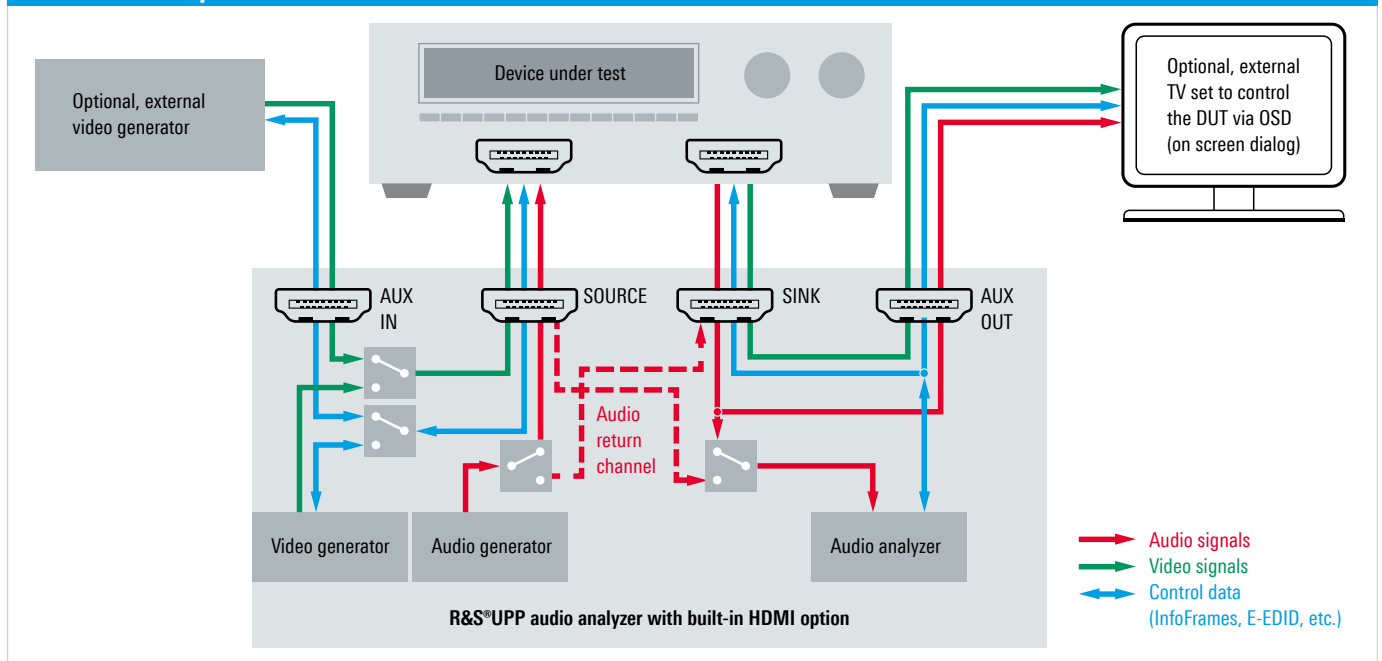 Device under test
Optional, external
video generator
Optional, external
TV set to control
the DUT via OSD
(on screen dialog)
AUX
IN
SOURCE
SINK
AUX
OUT
Audio
return
channel
Video generator
Audio generator
Audio analyzer
R&S®UPP audio analyzer with built-in HDMI option
Audio signals
Video signals
Control data
(InfoFrames, E-EDID, etc.)